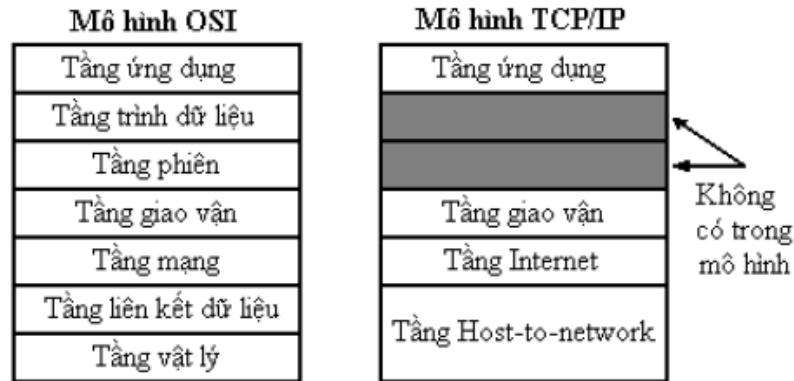 Mô hình OSI
Tầng ứng dụng
Tầng trình dữ liệu
Tầng phiên
Tầng giao vận
Tầng mạng
Tầng liên kết dữ liệu
Tầng vật lý
Mô hình TCP/IP
Tầng ứng dụng
Tầng giao vận
Tầng Internet
Tầng Host-to-network
Không
có trong
mô hình